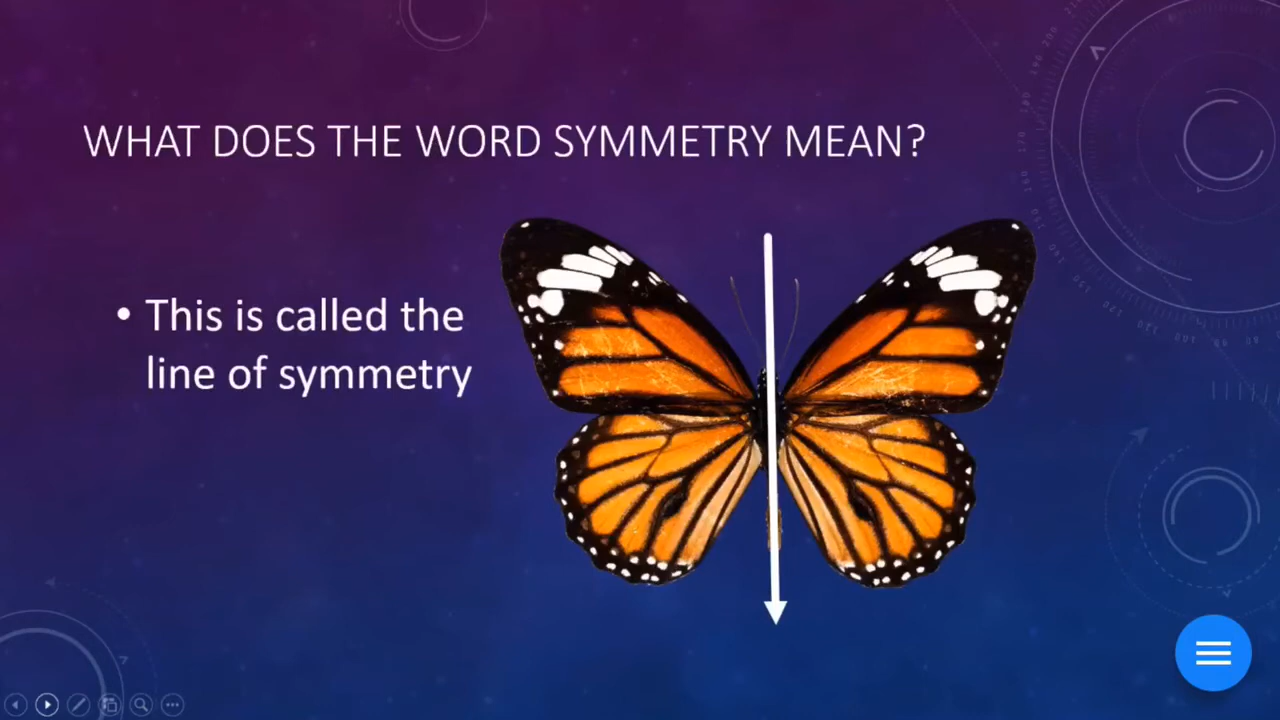 WHAT DOES THE WORD SYMMETRY MEAN?
• This is called the
line of symmetry